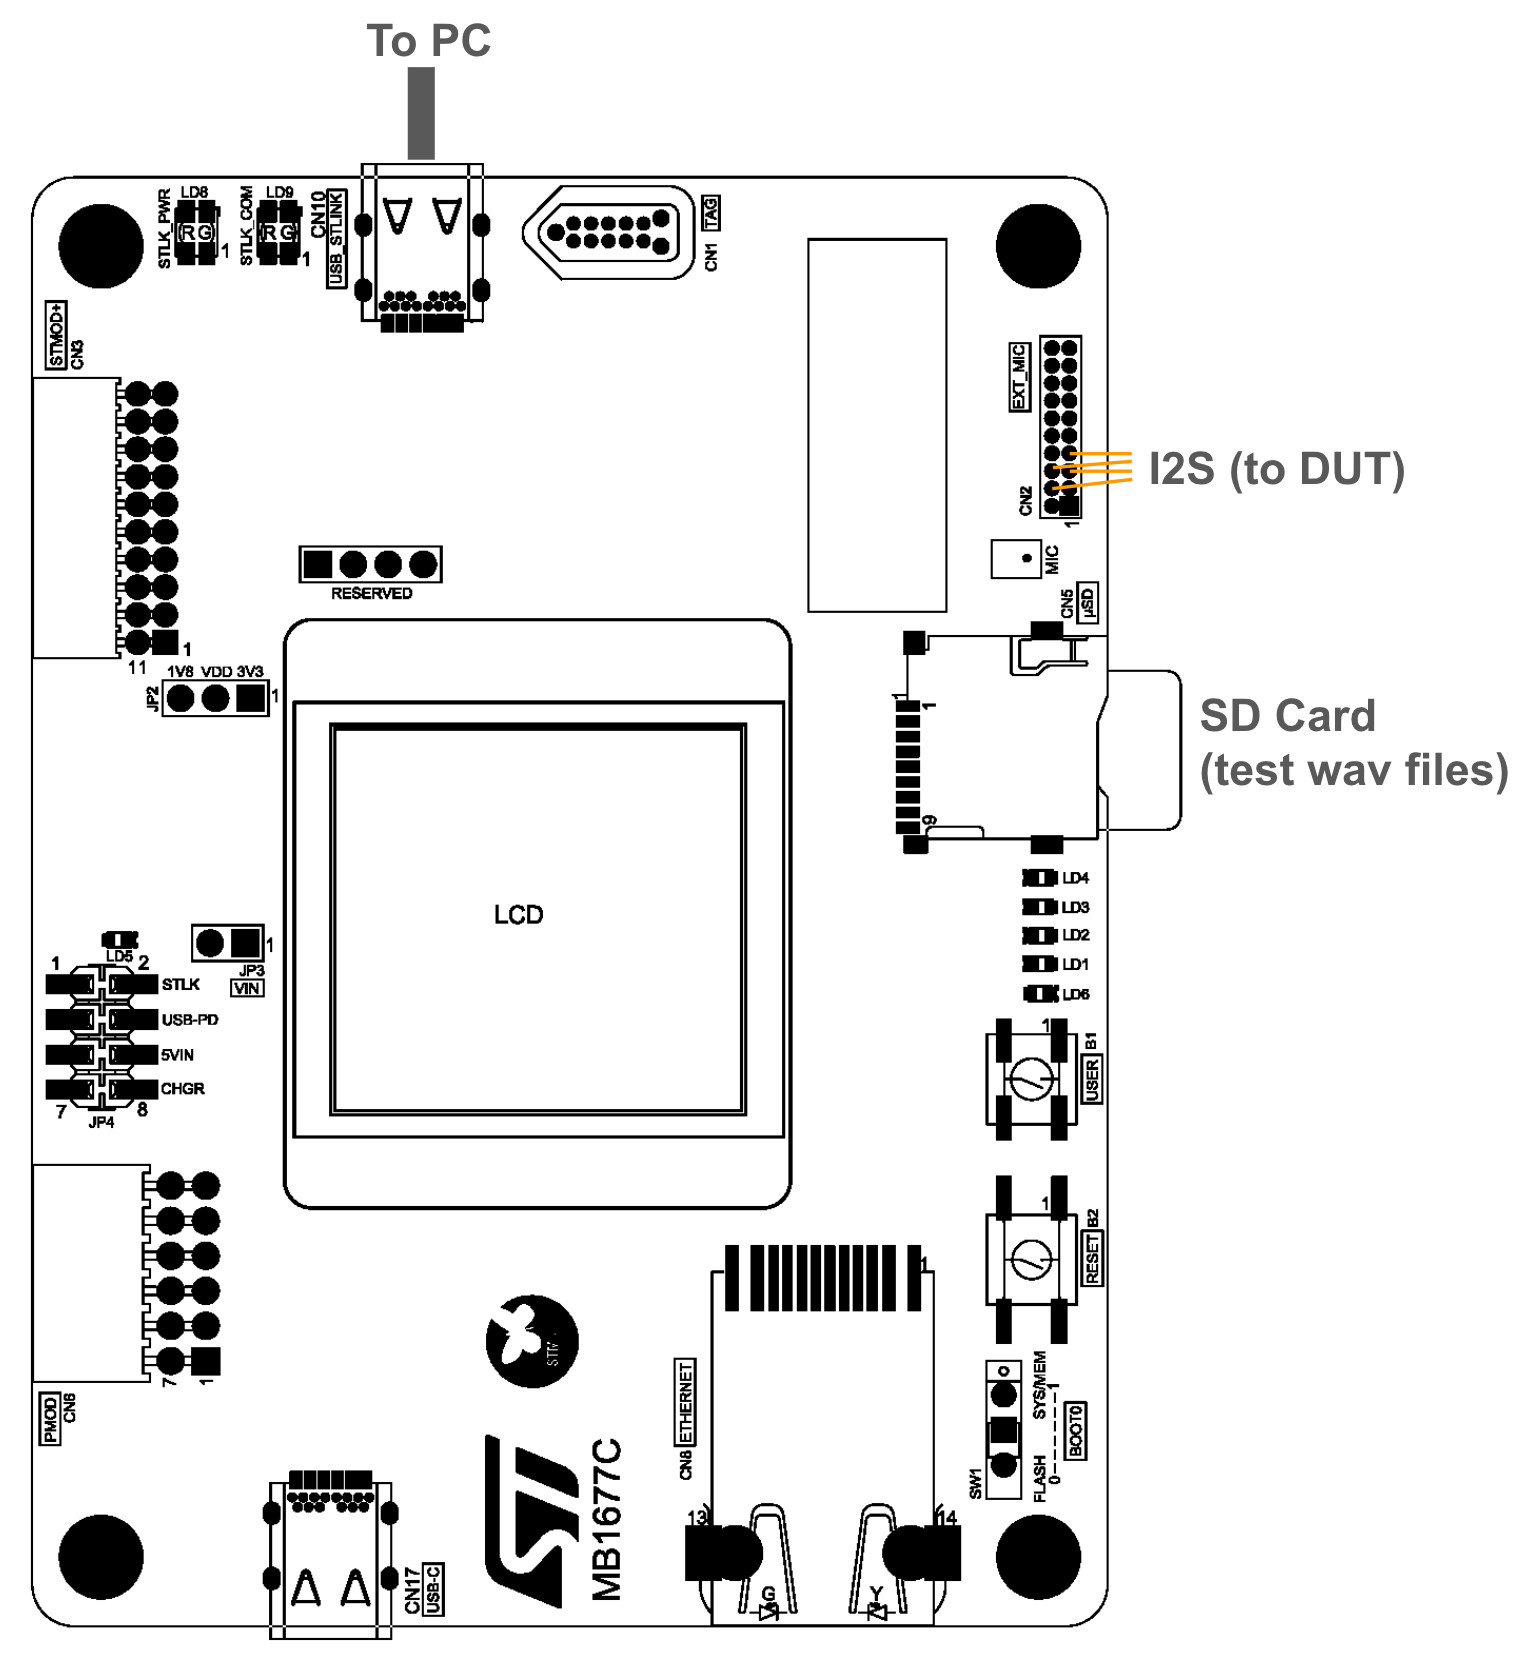 To PC
STLK_PWR
LD8
R G
1
STLK_COM
LD9
R G
1
CN10
USB_STLINK
CN1
TAG
STMOD+
CN3
EXT_MIC
CN2
1
I2S (to DUT)
MIC
RESERVED
CN5
µSD
11
1
1V8 VDD 3V3
JP2
1
1
1
9
SD Card
(test wav files)
LD4
LD3
LD2
LD1
LD6
LCD
LD5
1
2
JP3
1
VIN
STLK
USB-PD
5VIN
CHGR
7
8
JP4
1
B1
USER
1
B2
RESET
7
1
PMOD
CN6
STM
1
CN8
ETHERNET
SYS/MEM
1
BOOT0
SW1
FLASH
0
MB1677C
13
14
G
Y
CN17
USB-C